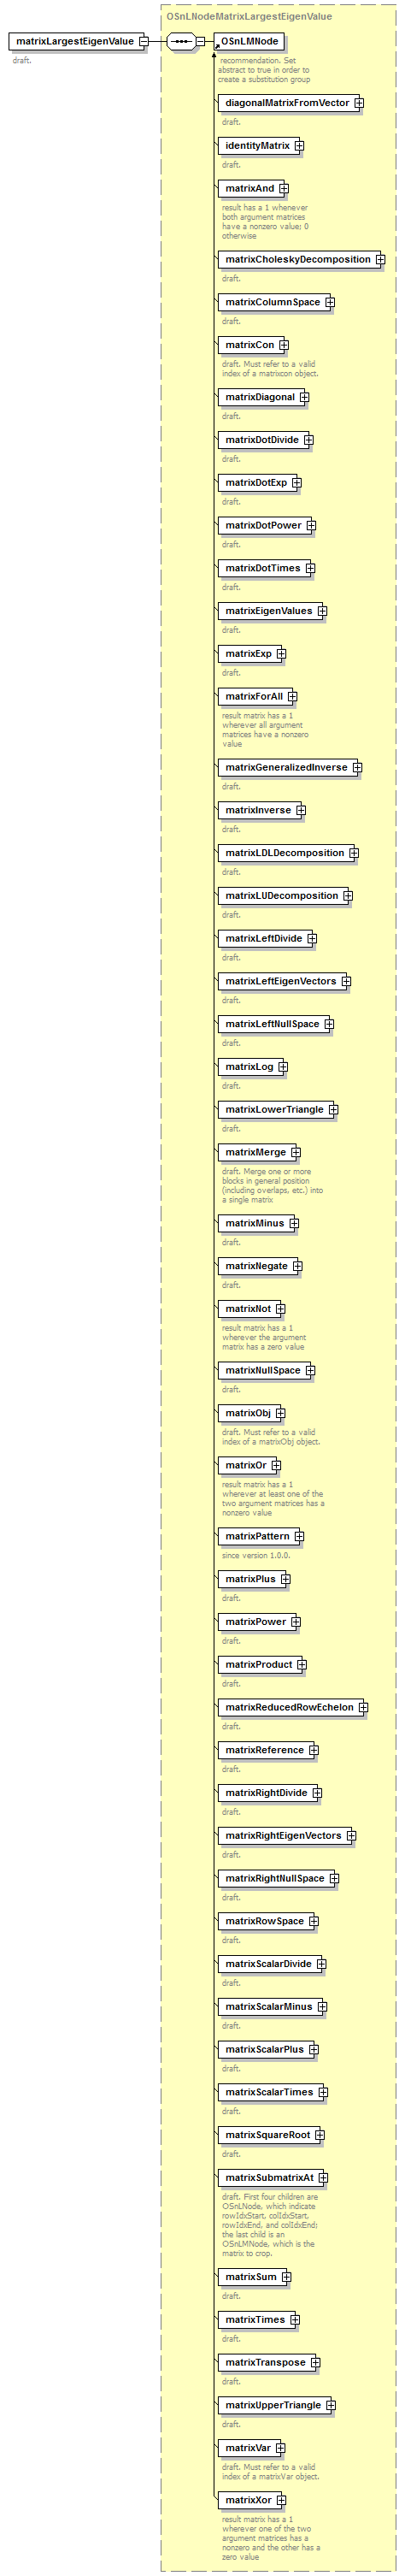 OSnLNodeMatrixLargestEigenValue
matrixLargestEigenValue
OSnLMNode
draft.
recommendation. Set
abstract to true in order to
create a substitution group
diagonalMatrixFromVector
draft.
identityMatrix
draft.
matrixAnd
result has a 1 whenever
both argument matrices
have a nonzero value; 0
otherwise
matrixCholeskyDecomposition
draft.
matrixColumnSpace
draft.
matrixCon
draft. Must refer to a valid
index of a matrixcon object.
matrixDiagonal
draft.
matrixDotDivide
draft.
matrixDotExp
draft.
matrixDotPower
draft.
matrixDotTimes
draft.
matrixEigenValues
draft.
matrixExp
draft.
matrixForAll
result matrix has a 1
wherever all argument
matrices have a nonzero
value
matrixGeneralizedInverse
draft.
matrixInverse
draft.
matrixLDLDecomposition
draft.
matrixLUDecomposition
draft.
matrixLeftDivide
draft.
matrixLeftEigenVectors
draft.
matrixLeftNullSpace
draft.
matrixLog
draft.
matrixLowerTriangle
draft.
matrixMerge
draft. Merge one or more
blocks in general position
(including overlaps, etc.) into
a single matrix
matrixMinus
draft.
matrixNegate
draft.
matrixNot
result matrix has a 1
wherever the argument
matrix has a zero value
matrixNullSpace
draft.
matrixObj
draft. Must refer to a valid
index of a matrixObj object.
matrixOr
result matrix has a 1
wherever at least one of the
two argument matrices has a
nonzero value
matrixPattern
since version 1.0.0.
matrixPlus
draft.
matrixPower
draft.
matrixProduct
draft.
matrixReducedRowEchelon
draft.
matrixReference
draft.
matrixRightDivide
draft.
matrixRightEigenVectors
draft.
matrixRightNullSpace
draft.
matrixRowSpace
draft.
matrixScalarDivide
draft.
matrixScalarMinus
draft.
matrixScalarPlus
draft.
matrixScalarTimes
draft.
matrixSquareRoot
draft.
matrixSubmatrixAt
draft. First four children are
OSnLNode, which indicate
rowIdxStart, colIdxStart,
rowIdxEnd, and colIdxEnd;
the last child is an
OSnLMNode, which is the
matrix to crop.
matrixSum
draft.
matrixTimes
draft.
matrixTranspose
draft.
matrixUpperTriangle
draft.
matrixVar
draft. Must refer to a valid
index of a matrixVar object.
matrixXor
result matrix has a 1
wherever one of the two
argument matrices has a
nonzero and the other has a
zero value